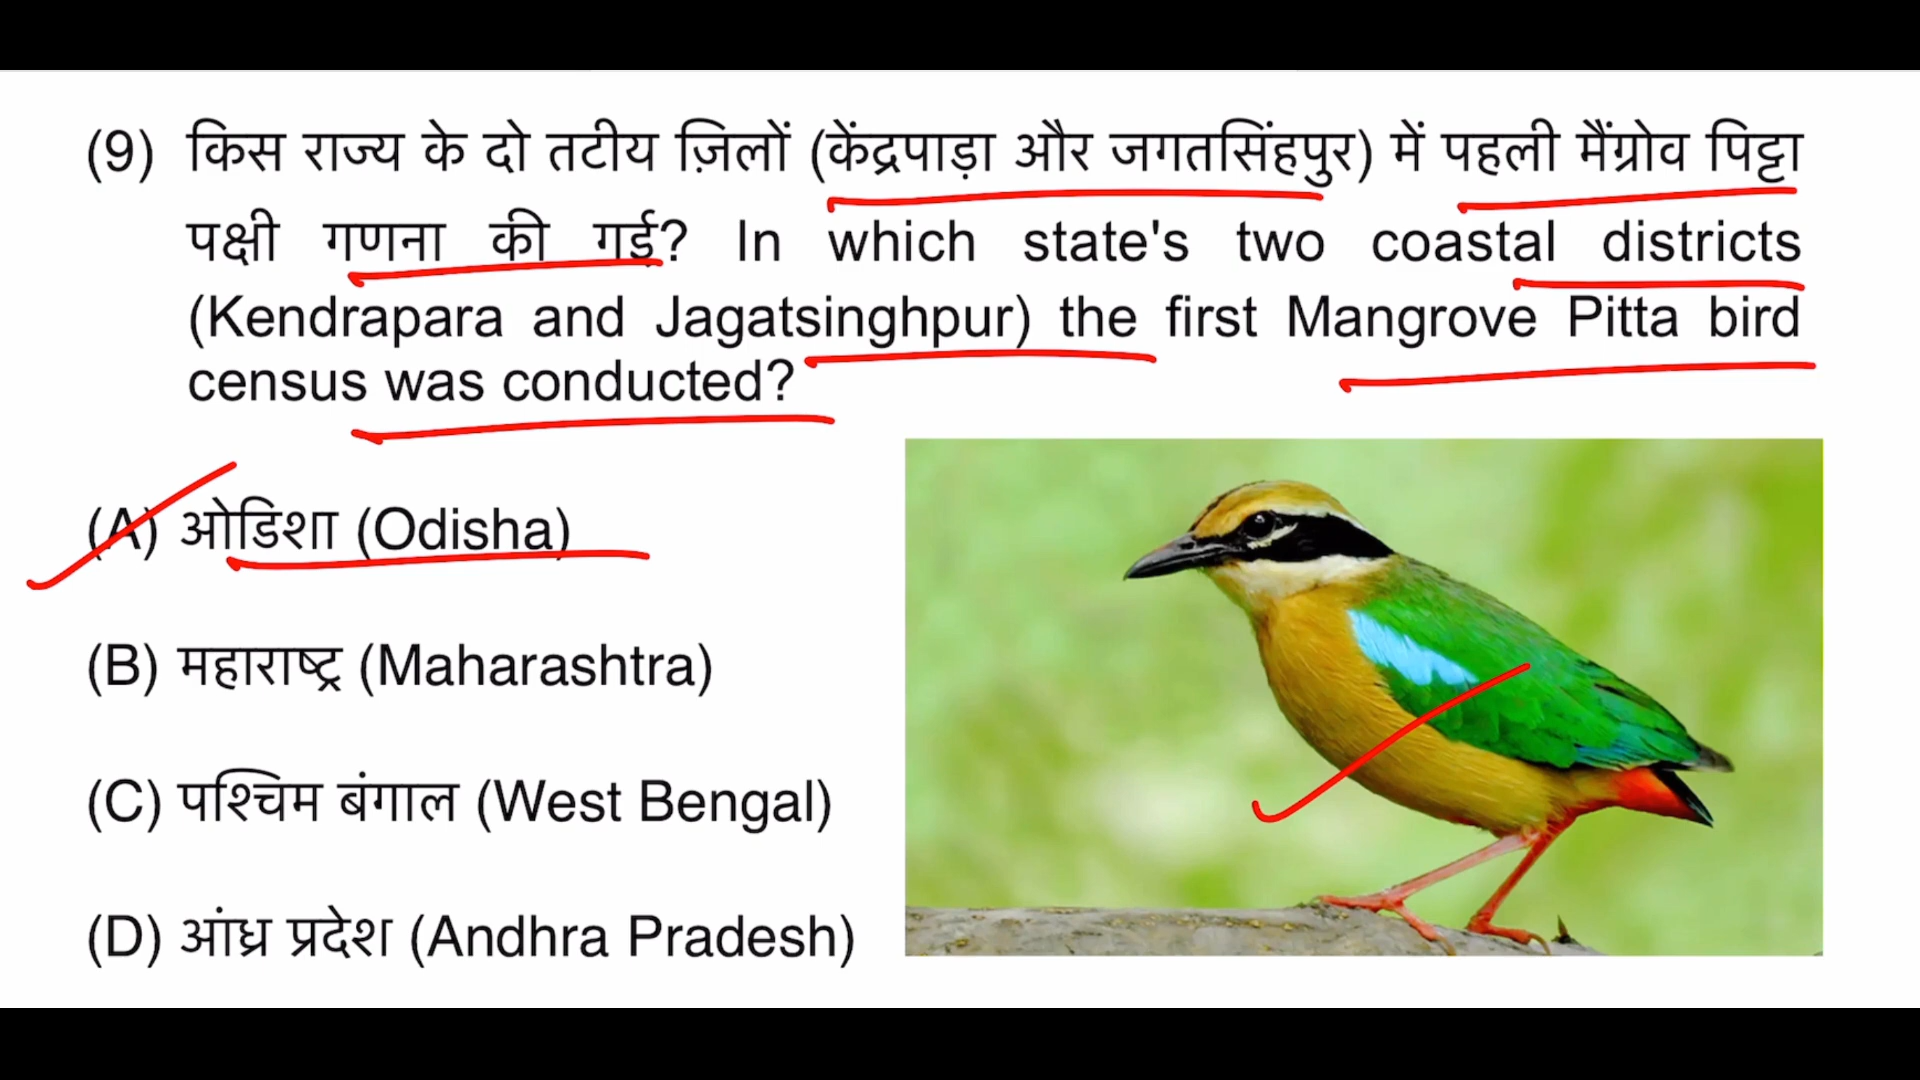 (9) किस राज्य के दो तटीय ज़िलों (केंद्रपाड़ा और जगतसिंहपुर) में पहली मैंग्रोव पिट्टा
पक्षी गणना की गई? In which state's two coastal districts
(Kendrapara and Jagatsinghpur) the first Mangrove Pitta bird
census was conducted?
(A) ओडिशा (Odisha)
(B) महाराष्ट्र (Maharashtra)
(C) पश्चिम बंगाल (West Bengal)
(D) आंध्र प्रदेश (Andhra Pradesh)